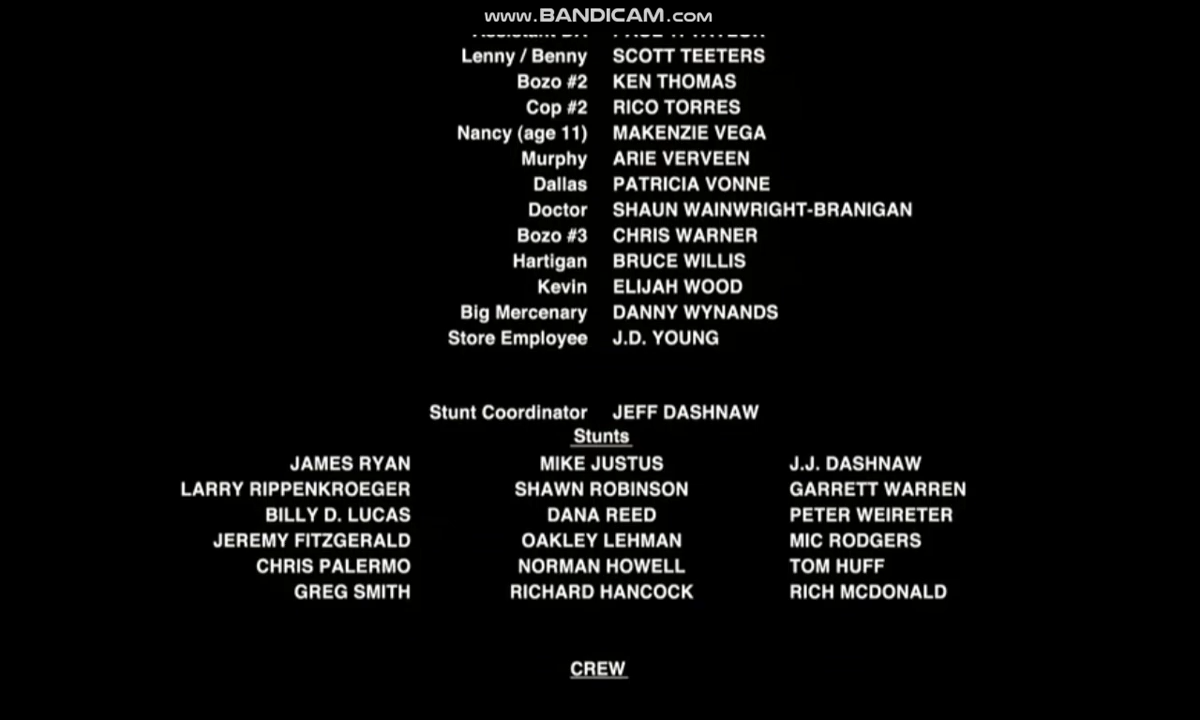 www.BANDICAM.com
Lenny / Benny SCOTT TEETERS
Bozo #2 KEN THOMAS
Cop #2 RICO TORRES
Nancy (age 11) MAKENZIE VEGA
Murphy ARIE VERVEEN
Dallas PATRICIA VONNE
Doctor SHAUN WAINWRIGHT-BRANIGAN
Bozo #3 CHRIS WARNER
Hartigan BRUCE WILLIS
Kevin ELIJAH WOOD
Big Mercenary DANNY WYNANDS
Store Employee J.D. YOUNG
Stunt Coordinator JEFF DASHNAW
Stunts
JAMES RYAN MIKE JUSTUS J.J. DASHNAW
LARRY RIPPENKROEGER SHAWN ROBINSON GARRETT WARREN
BILLY D. LUCAS DANA REED PETER WEIRETER
JEREMY FITZGERALD OAKLEY LEHMAN MIC RODGERS
CHRIS PALERMO NORMAN HOWELL TOM HUFF
GREG SMITH RICHARD HANCOCK RICH MCDONALD
CREW